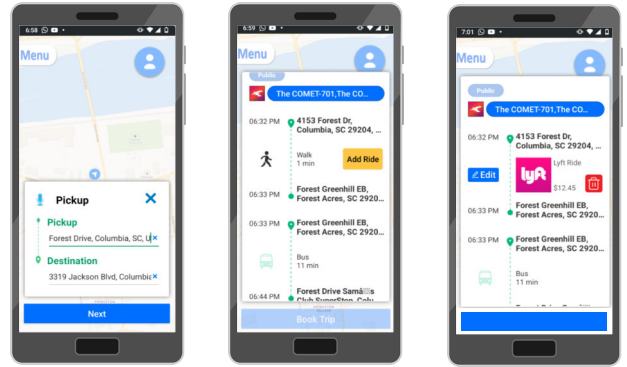 6:58
Menu
Pickup
Pickup
Forest Drive, Columbia, SC, U
Destination
3319 Jackson Blvd, Columbia
Next
6:59
Menu
Public
The COMET-701,The CO...
06:32 PM
4153 Forest Dr,
Columbia, SC 29204, ...
Walk
1 min
Add Ride
06:33 PM
Forest Greenhill EB,
Forest Acres, SC 2920...
06:33 PM
Forest Greenhill EB,
Forest Acres, SC 2920...
Bus
11 min
06:44 PM
Forest Drive Samâ s
Club SuperStop, Colu
Book Trip
7:01
Menu
Public
The COMET-701,The CO...
06:32 PM
4153 Forest Dr,
Columbia, SC 29204, ...
Edit
lyft
Lyft Ride
$12.45
06:33 PM
Forest Greenhill EB,
Forest Acres, SC 2920...
06:33 PM
Forest Greenhill EB,
Forest Acres, SC 2920...
Bus
11 min